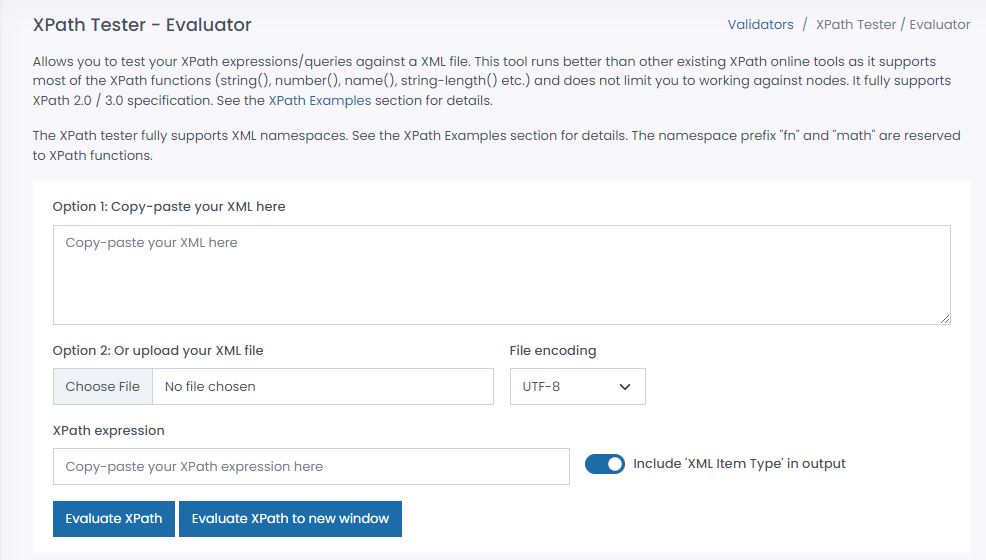 XPath Tester - Evaluator
Validators / XPath Tester / Evaluator
Allows you to test your XPath expressions/queries against a XML file. This tool runs better than other existing XPath online tools as it supports
most of the XPath functions (string(), number(), name(), string-length() etc.) and does not limit you to working against nodes. It fully supports
XPath 2.0 / 3.0 specification. See the XPath Examples section for details.
The XPath tester fully supports XML namespaces. See the XPath Examples section for details. The namespace prefix "fn" and "math" are reserved
to XPath functions.
Option 1: Copy-paste your XML here
Copy-paste your XML here
Option 2: Or upload your XML file
File encoding
Choose File No file chosen
UTF-8
XPath expression
Copy-paste your XPath expression here
Include 'XML Item Type' in output
Evaluate XPath
Evaluate XPath to new window